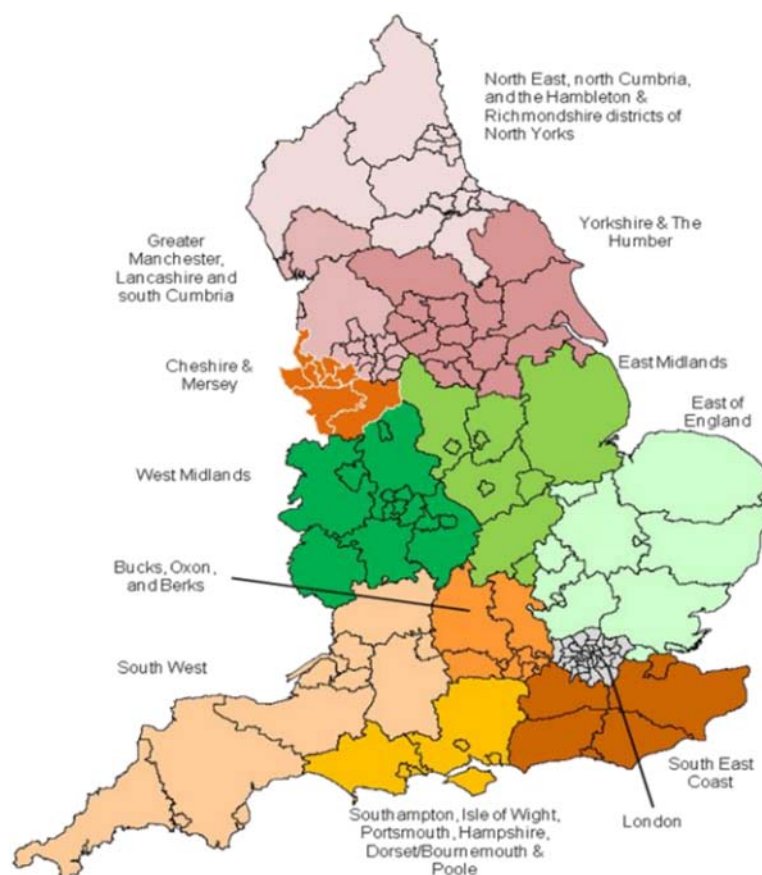 North East, north Cumbria,
and the Hambleton &
Richmondshire districts of
North Yorks
Yorkshire & The
Humber
Greater
Manchester,
Lancashire and
south Cumbria
Cheshire &
Mersey
East Midlands
East of
England
West Midlands
Bucks, Oxon,
and Berks
South West
South East
Coast
London
Southampton, Isle of Wight,
Portsmouth, Hampshire,
Dorset/Bournemouth &
Poole